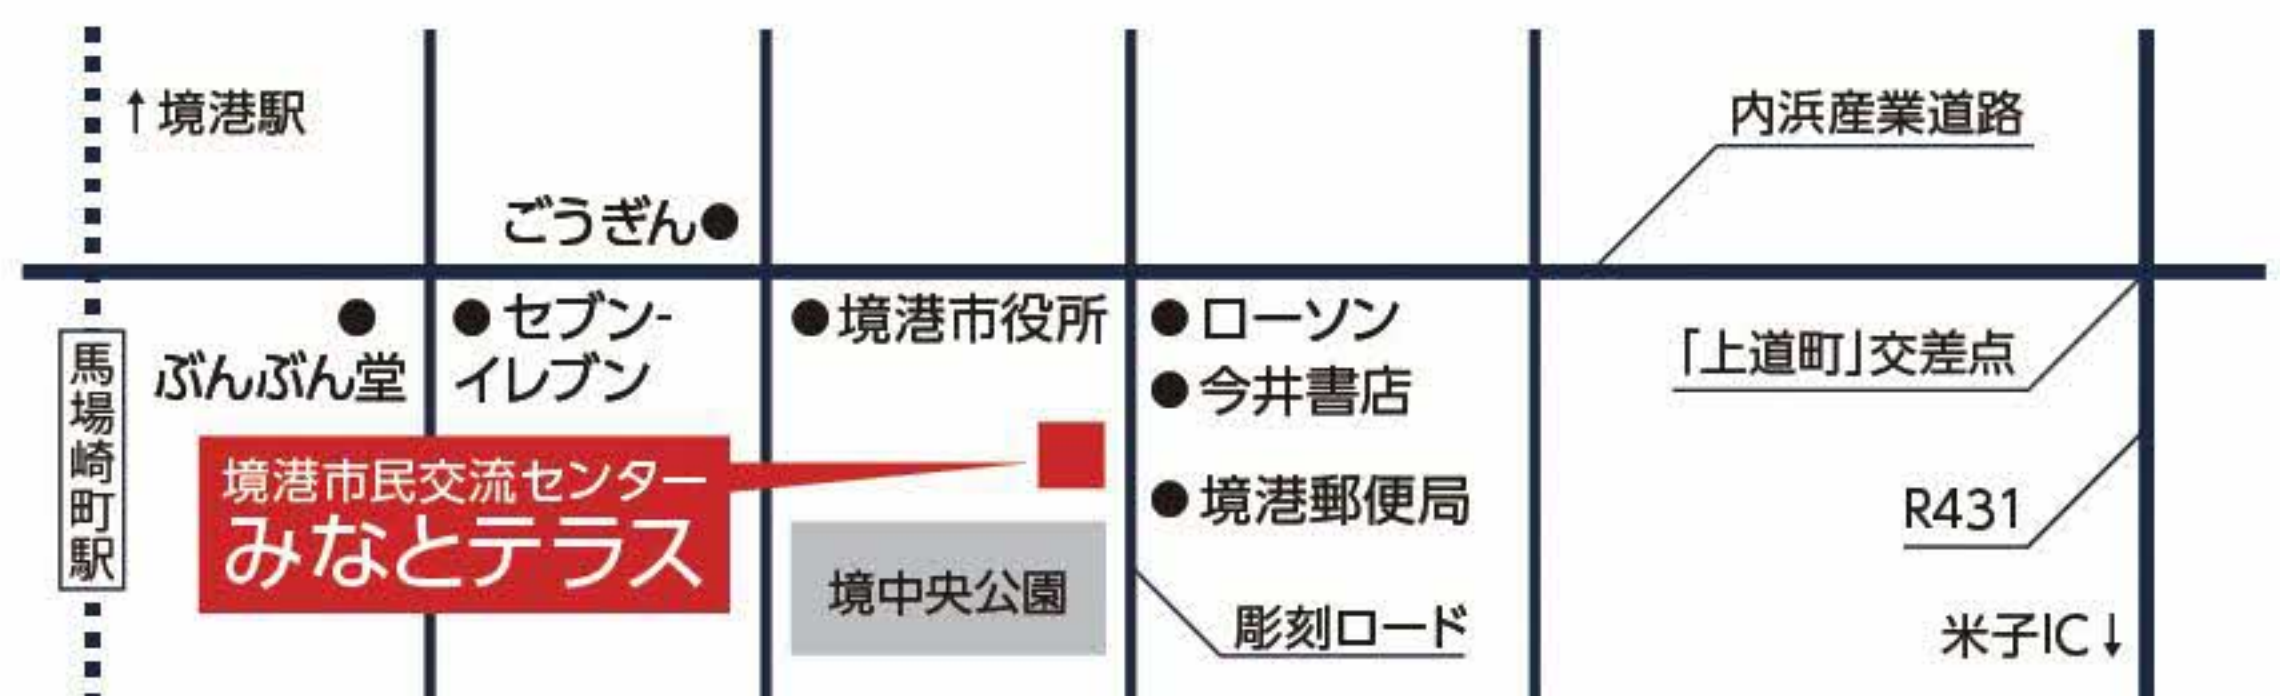 ↑境港駅
内浜産業道路
ごうぎん●
●
ぶんぶん堂
●セブン-
イレブン
●境港市役所
●ローソン
●今井書店
●境港郵便局
「上道町」交差点
馬場崎町駅
境港市民交流センター
みなとテラス
境中央公園
彫刻ロード
R431
米子IC↓